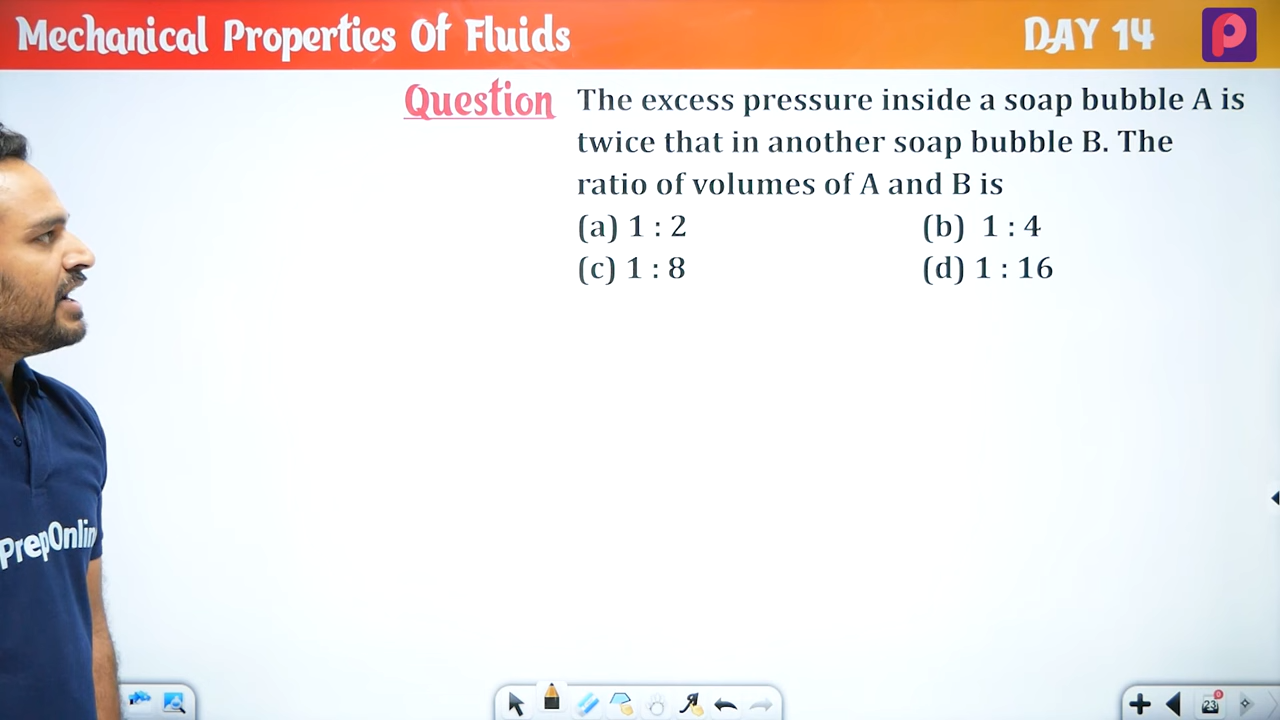 Mechanical Properties Of Fluids
DAY 14
Question
The excess pressure inside a soap bubble A is
twice that in another soap bubble B. The
ratio of volumes of A and B is
(a) 1 : 2 (b) 1 : 4
(c) 1 : 8 (d) 1 : 16
PrepOnlin
23